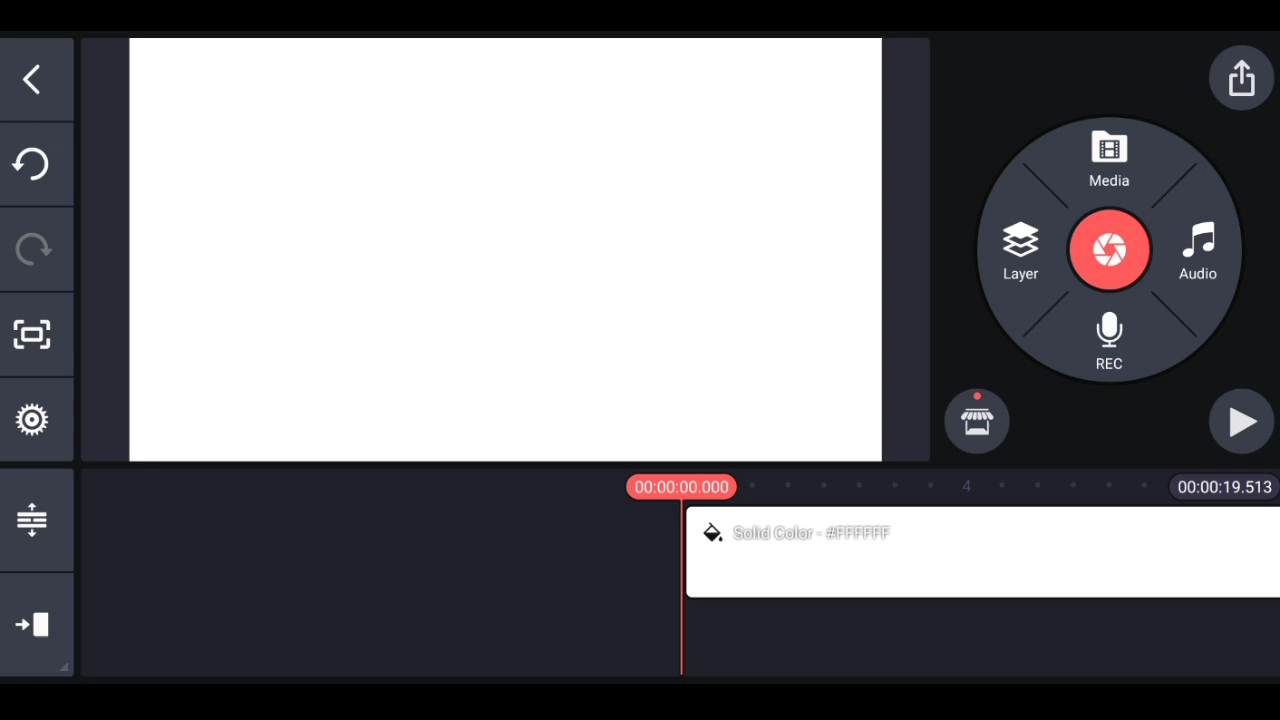 Media
Layer
Audio
REC
00:00:00.000
4
00:00:19.513
Solid Color - #FFFFFF